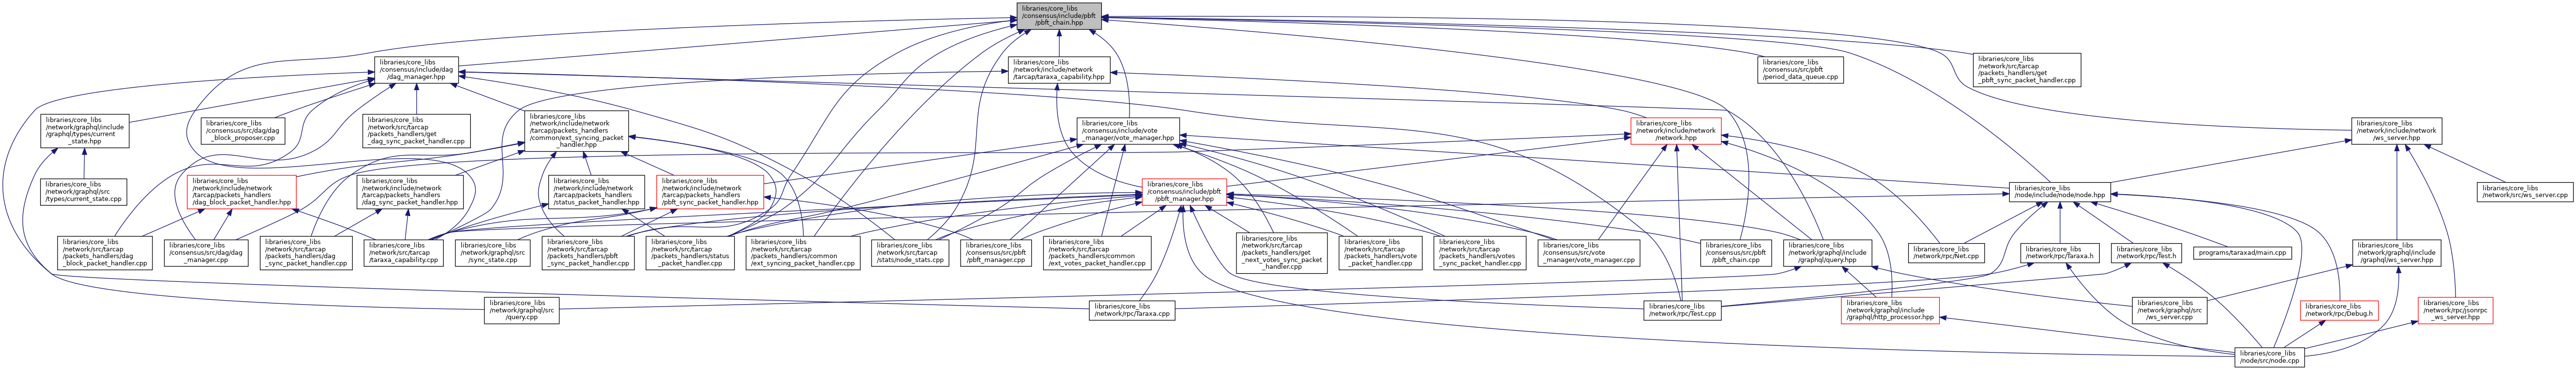 libraries/core_libs
/consensus/include/pbft
/pbft_chain.hpp
libraries/core_libs
/consensus/include/dag
/dag_manager.hpp
libraries/core_libs
/network/include/network
/tarcap/taraxa_capability.hpp
libraries/core_libs
/consensus/src/pbft
/period_data_queue.cpp
libraries/core_libs
/network/src/tarcap
/packets_handlers/get
_pbft_sync_packet_handler.cpp
libraries/core_libs
/network/graphql/include
/graphql/types/current
_state.hpp
libraries/core_libs
/consensus/src/dag/dag
_block_proposer.cpp
libraries/core_libs
/network/src/tarcap
/packets_handlers/get
_dag_sync_packet_handler.cpp
libraries/core_libs
/network/include/network
/tarcap/packets_handlers
/common/ext_syncing_packet
_handler.hpp
libraries/core_libs
/consensus/include/vote
_manager/vote_manager.hpp
libraries/core_libs
/network/include/network
/network.hpp
libraries/core_libs
/network/include/network
/ws_server.hpp
libraries/core_libs
/network/graphql/src
/types/current_state.cpp
libraries/core_libs
/network/include/network
/tarcap/packets_handlers
/dag_block_packet_handler.hpp
libraries/core_libs
/network/include/network
/tarcap/packets_handlers
/dag_sync_packet_handler.hpp
libraries/core_libs
/network/include/network
/tarcap/packets_handlers
/status_packet_handler.hpp
libraries/core_libs
/network/include/network
/tarcap/packets_handlers
/pbft_sync_packet_handler.hpp
libraries/core_libs
/consensus/include/pbft
/pbft_manager.hpp
libraries/core_libs
/node/include/node/node.hpp
libraries/core_libs
/network/src/ws_server.cpp
libraries/core_libs
/network/src/tarcap
/packets_handlers/dag
_block_packet_handler.cpp
libraries/core_libs
/consensus/src/dag/dag
_manager.cpp
libraries/core_libs
/network/src/tarcap
/packets_handlers/dag
_sync_packet_handler.cpp
libraries/core_libs
/network/src/tarcap
/taraxa_capability.cpp
libraries/core_libs
/network/graphql/src
/sync_state.cpp
libraries/core_libs
/network/src/tarcap
/packets_handlers/pbft
_sync_packet_handler.cpp
libraries/core_libs
/network/src/tarcap
/packets_handlers/status
_packet_handler.cpp
libraries/core_libs
/network/src/tarcap
/packets_handlers/common
/ext_syncing_packet_handler.cpp
libraries/core_libs
/network/src/tarcap
/stats/node_stats.cpp
libraries/core_libs
/consensus/src/pbft
/pbft_manager.cpp
libraries/core_libs
/network/src/tarcap
/packets_handlers/common
/ext_votes_packet_handler.cpp
libraries/core_libs
/network/src/tarcap
/packets_handlers/get
_next_votes_sync_packet
_handler.cpp
libraries/core_libs
/network/src/tarcap
/packets_handlers/vote
_packet_handler.cpp
libraries/core_libs
/network/src/tarcap
/packets_handlers/votes
_sync_packet_handler.cpp
libraries/core_libs
/consensus/src/vote
_manager/vote_manager.cpp
libraries/core_libs
/consensus/src/pbft
/pbft_chain.cpp
libraries/core_libs
/network/graphql/include
/graphql/query.hpp
libraries/core_libs
/network/rpc/Net.cpp
libraries/core_libs
/network/rpc/Taraxa.h
libraries/core_libs
/network/rpc/Test.h
programs/taraxad/main.cpp
libraries/core_libs
/network/graphql/include
/graphql/ws_server.hpp
libraries/core_libs
/network/graphql/src
/query.cpp
libraries/core_libs
/network/rpc/Taraxa.cpp
libraries/core_libs
/network/rpc/Test.cpp
libraries/core_libs
/network/graphql/include
/graphql/http_processor.hpp
libraries/core_libs
/network/graphql/src
/ws_server.cpp
libraries/core_libs
/network/rpc/Debug.h
libraries/core_libs
/network/rpc/jsonrpc
_ws_server.hpp
libraries/core_libs
/node/src/node.cpp